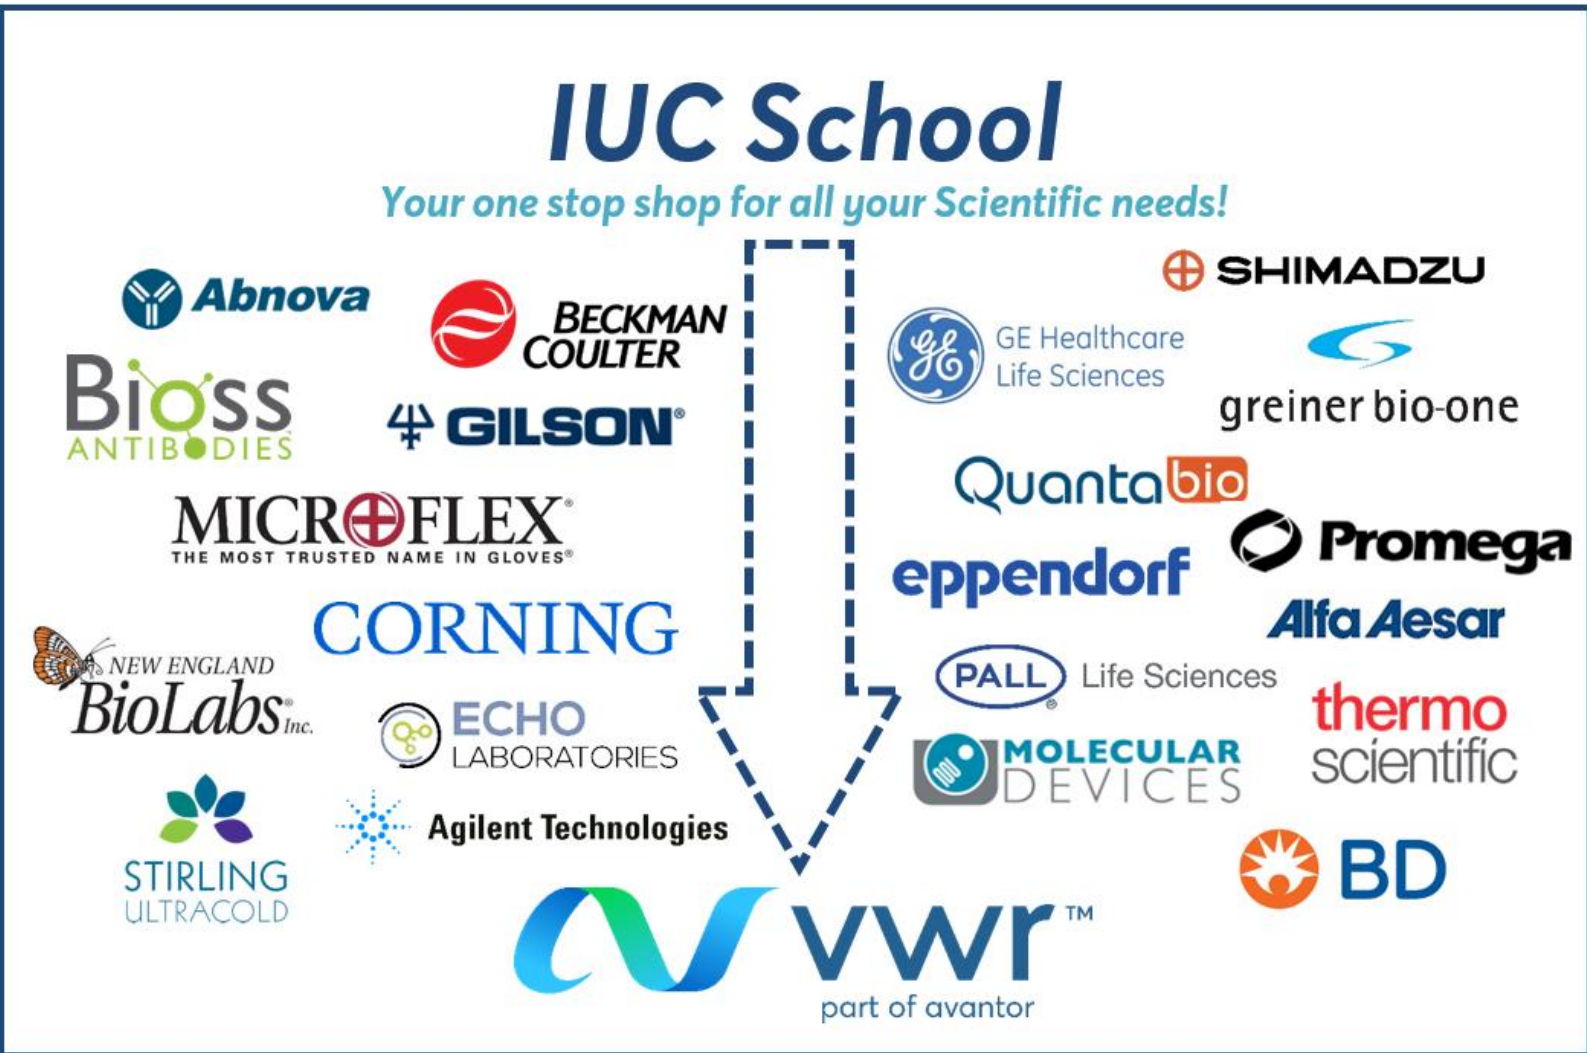 IUC School
Your one stop shop for all your Scientific needs!
Abnova
BECKMAN
COULTER
Bioss
ANTIBODIES
GILSON®
MICROFLEX®
THE MOST TRUSTED NAME IN GLOVES®
CORNING
NEW ENGLAND
BioLabs® Inc.
ECHO
LABORATORIES
STIRLING
ULTRACOLD
Agilent Technologies
SHIMADZU
GE
GE Healthcare
Life Sciences
greiner bio-one
Quantabio
Promega
eppendorf
Alfa Aesar
PALL® Life Sciences
thermo
scientific
MOLECULAR
DEVICES
BD
vwr™
part of avantor